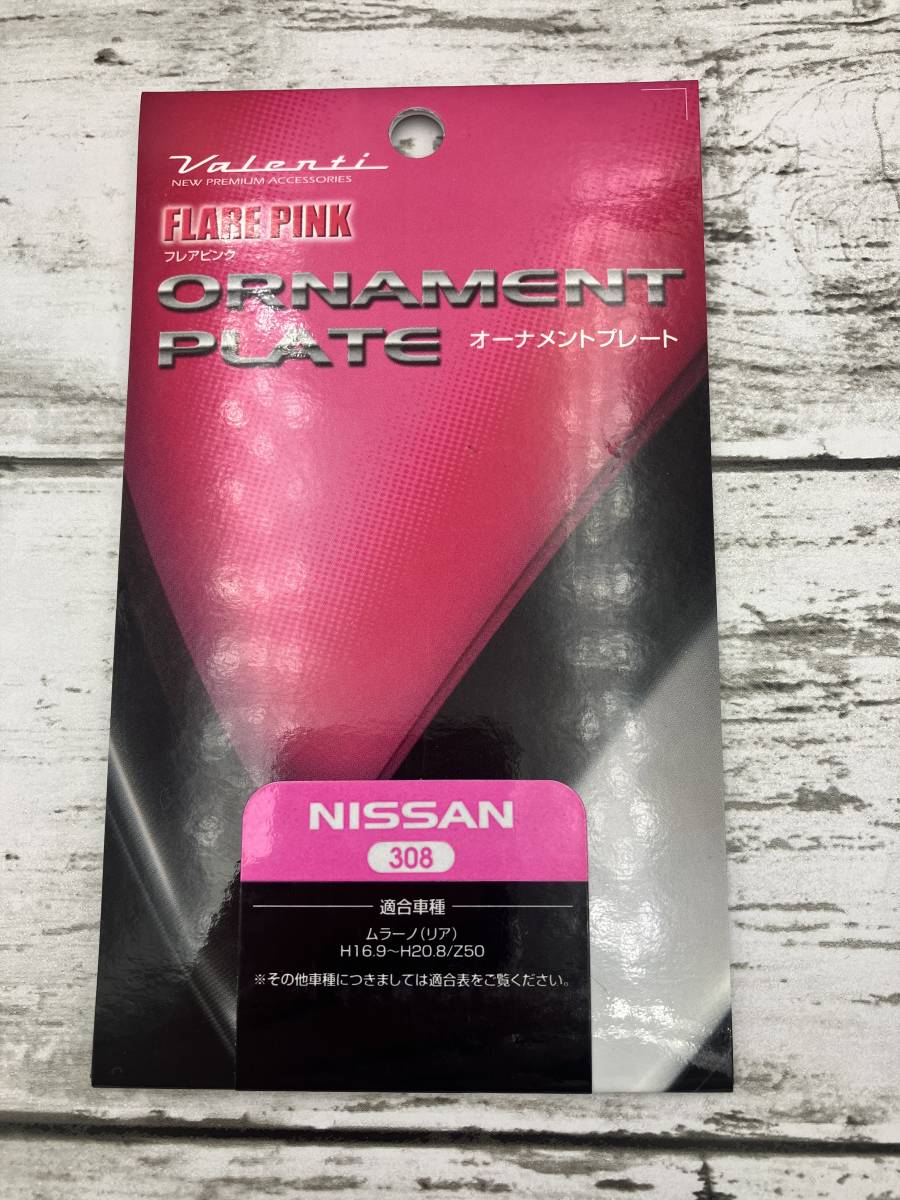 Valenti
NEW PREMIUM ACCESSORIES
FLARE PINK
フレアピンク
ORNAMENT
PLATE オーナメントプレート
NISSAN
308
適合車種
ムラーノ(リア)
H16.9～H20.8/Z50
※その他車種につきましては適合表をご覧ください。